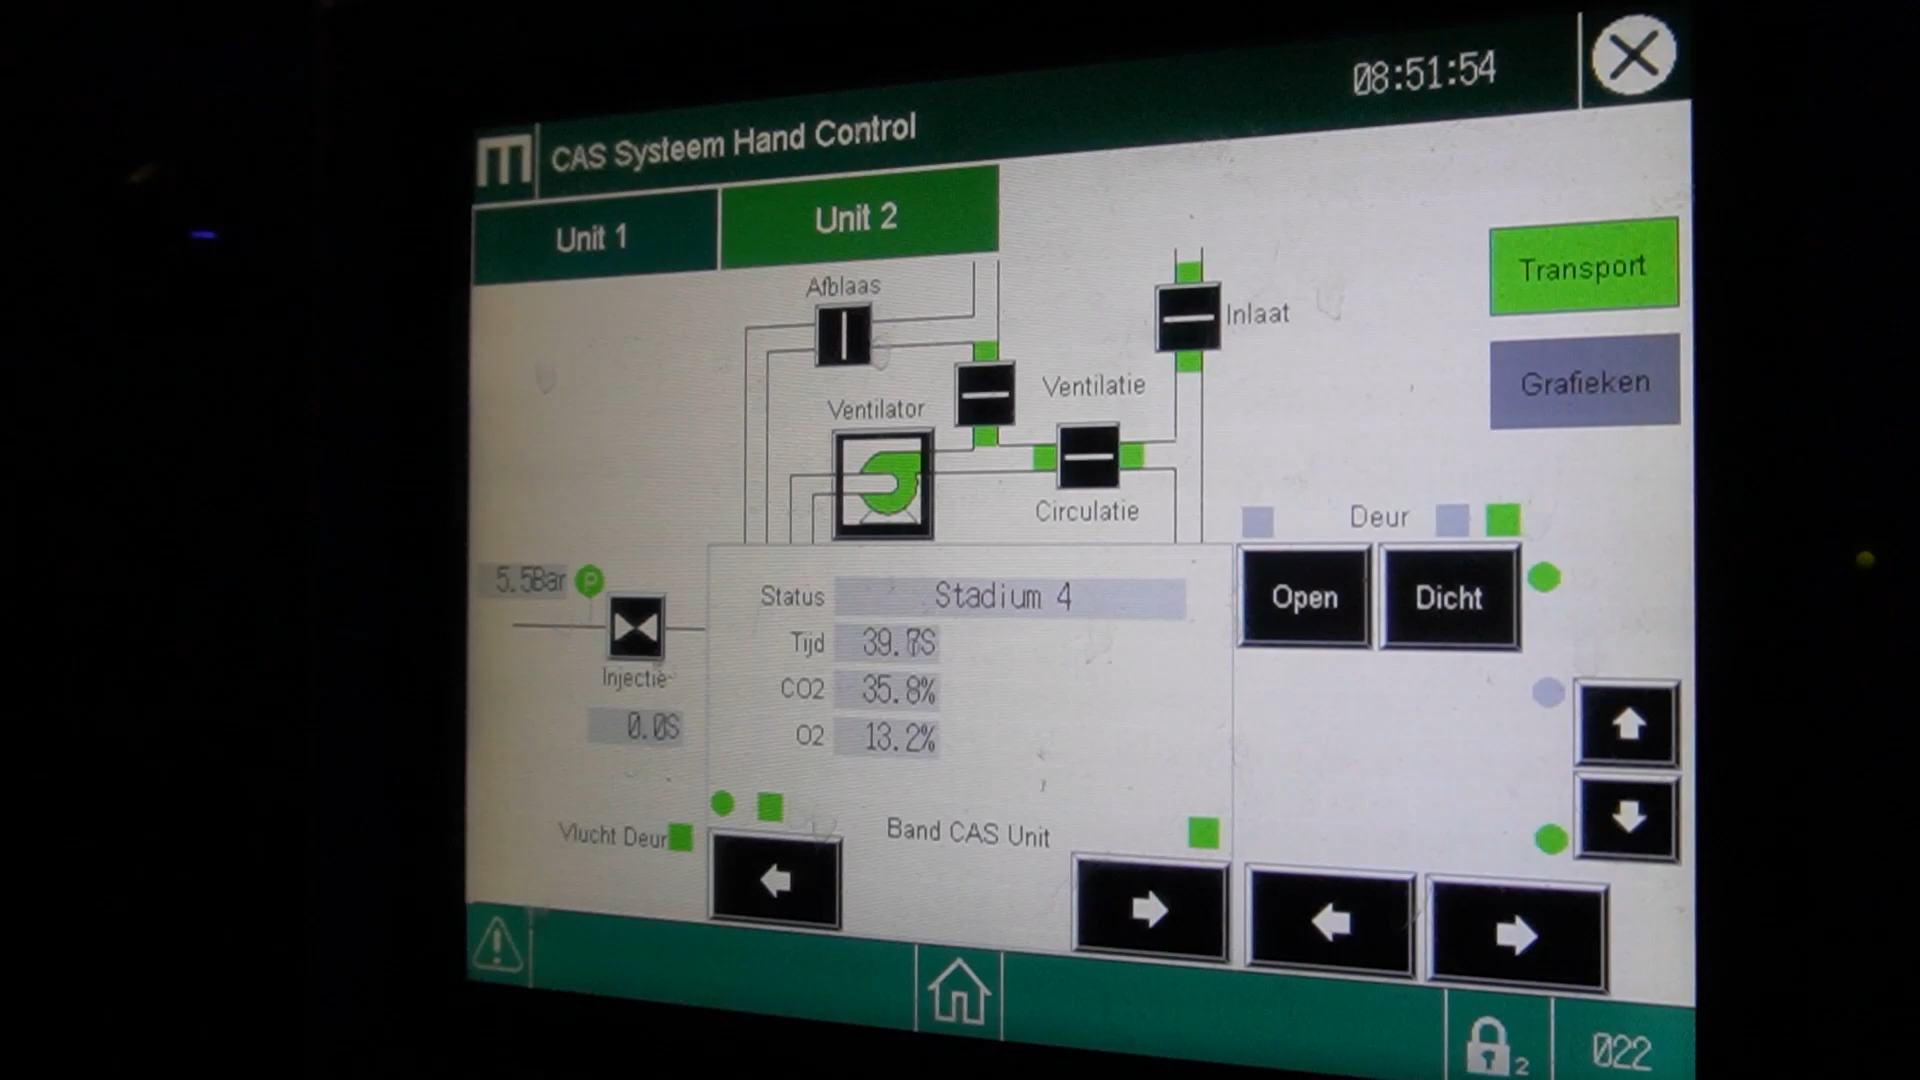 08:51:54
m CAS Systeem Hand Control
Unit 1
Unit 2
Transport
Grafieken
Afblaas
Inlaat
Ventilatie
Ventilator
Circulatie
5.5Bar
P
Injectie
0.0S
Status Stadium 4
Tijd
CO2 35.8%
O2 13.2%
Deur
Open
Dicht
Vlucht Deur
Band CAS Unit
2
022